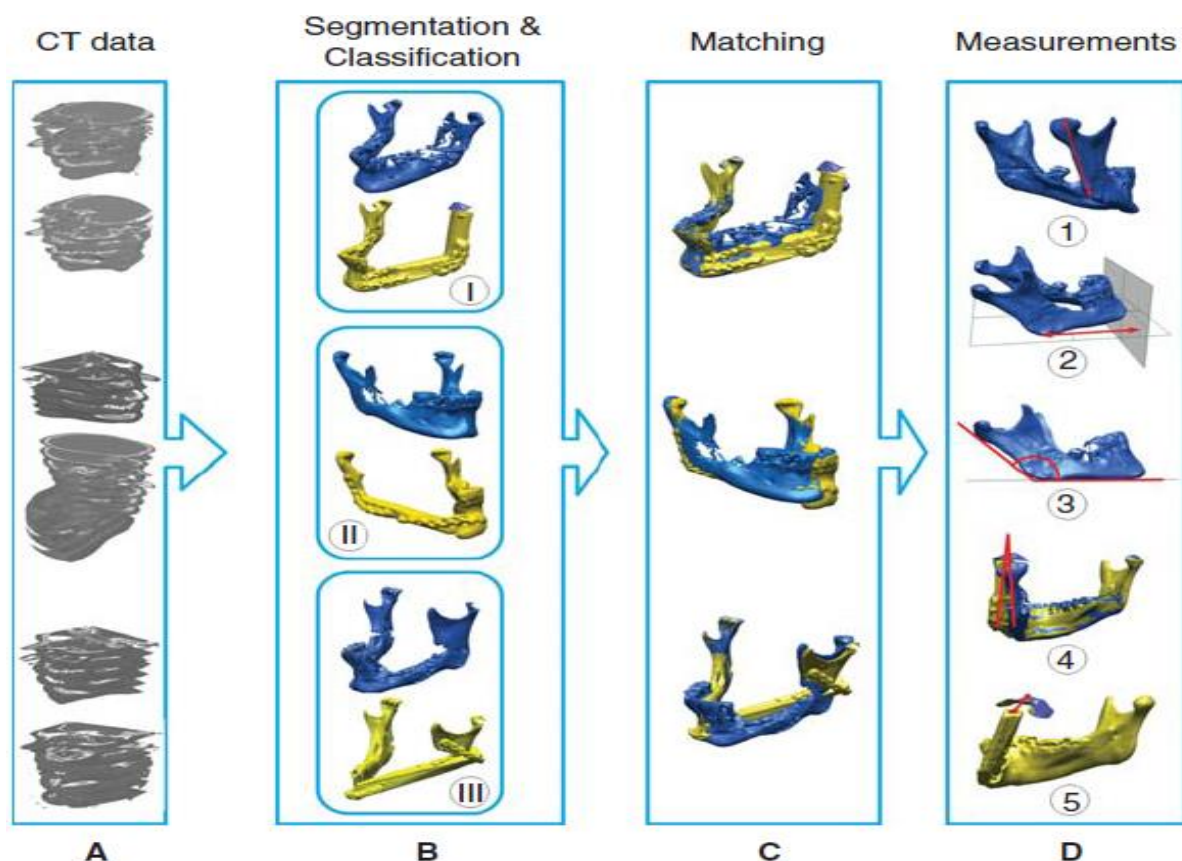 CT data
Segmentation &
Classification
Matching
Measurements
I
II
III
1
2
3
4
5
A
B
C
D